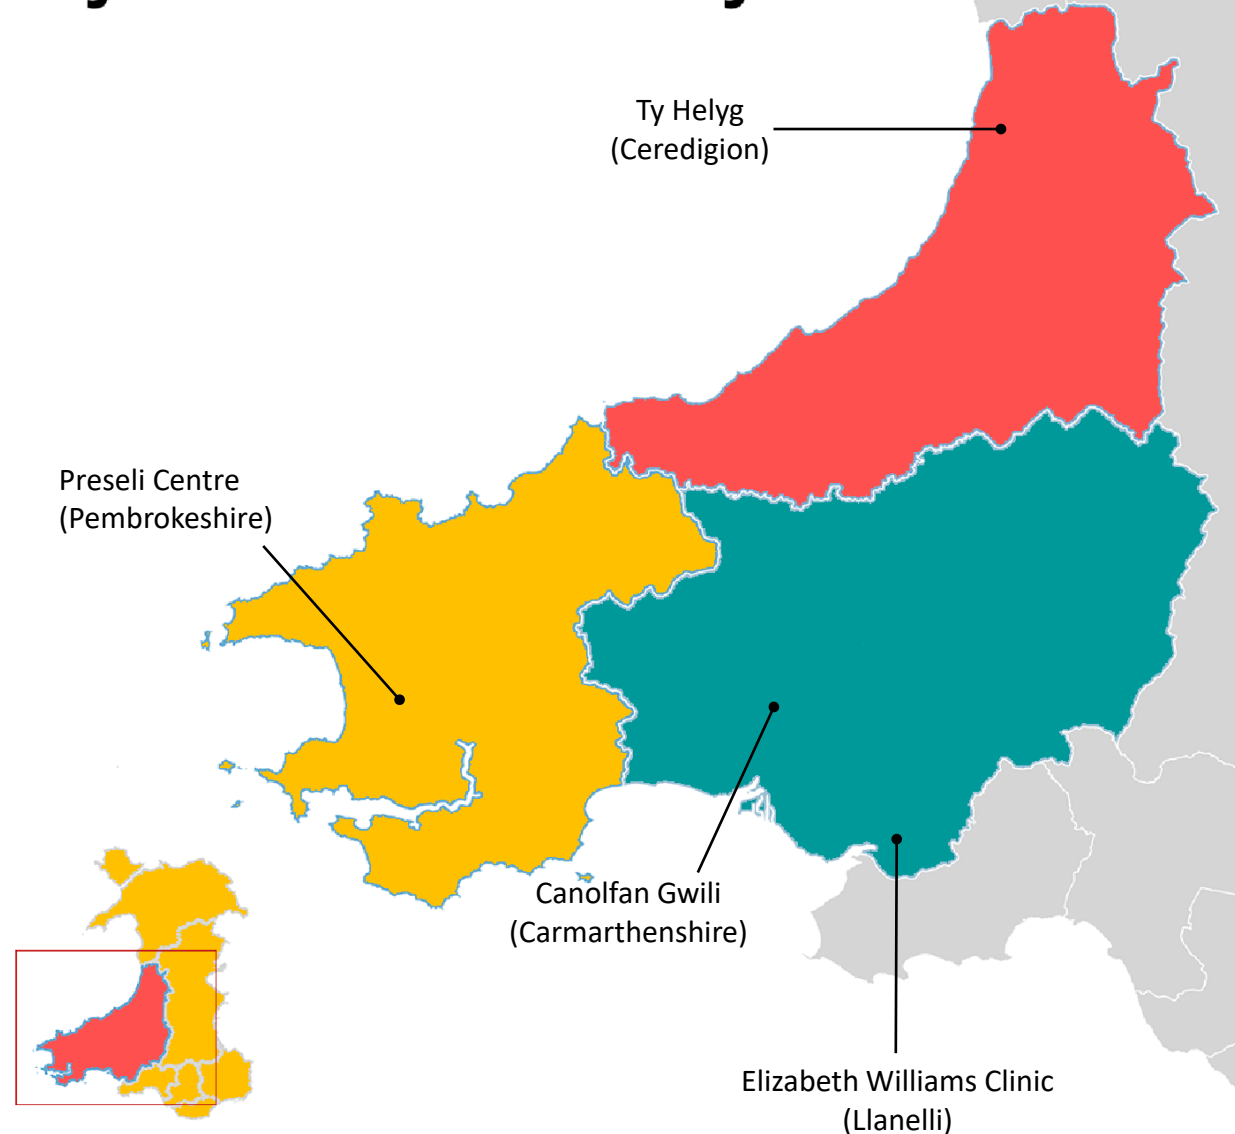 Ty Helyg
(Ceredigion)
Preseli Centre
(Pembrokeshire)
Canolfan Gwili
(Carmarthenshire)
Elizabeth Williams Clinic
(Llanelli)